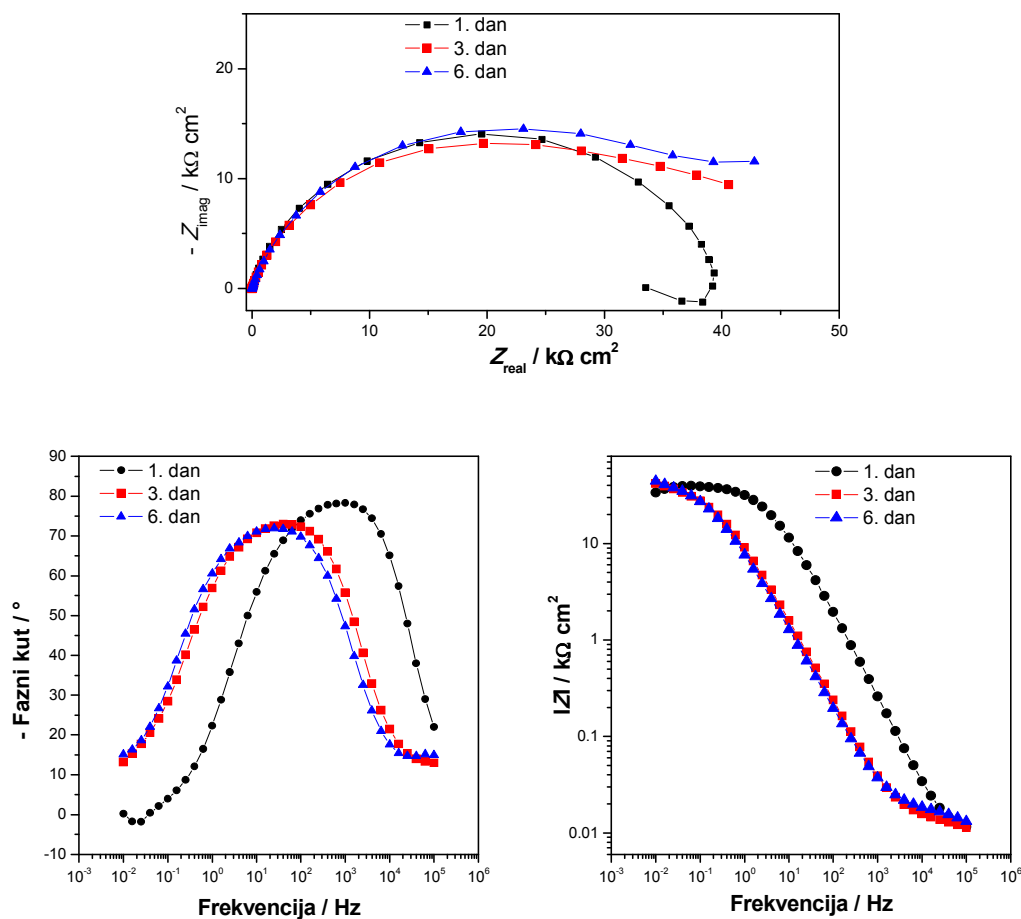 1. dan
3. dan
6. dan
- Z_imag / kΩ cm²
20
10
0
0 10 20 30 40 50
Z_real / kΩ cm²
1. dan
3. dan
6. dan
- Fazni kut / °
90
80
70
60
50
40
30
20
10
0
-10
10⁻³ 10⁻² 10⁻¹ 10⁰ 10¹ 10² 10³ 10⁴ 10⁵ 10⁶
Frekvencija / Hz
1. dan
3. dan
6. dan
|Z| / kΩ cm²
10
1
0.1
0.01
10⁻³ 10⁻² 10⁻¹ 10⁰ 10¹ 10² 10³ 10⁴ 10⁵ 10⁶
Frekvencija / Hz